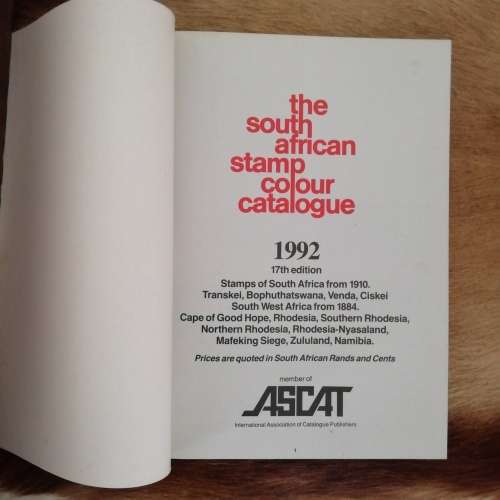 the
south
african
stamp
colour
catalogue
1992
17th edition
Stamps of South Africa from 1910.
Transkei, Bophuthatswana, Venda, Ciskei
South West Africa from 1884.
Cape of Good Hope, Rhodesia, Southern Rhodesia,
Northern Rhodesia, Rhodesia-Nyasaland,
Mafeking Siege, Zululand, Namibia.
Prices are quoted in South African Rands and Cents
member of
ASCAT
International Association of Catalogue Publishers
1